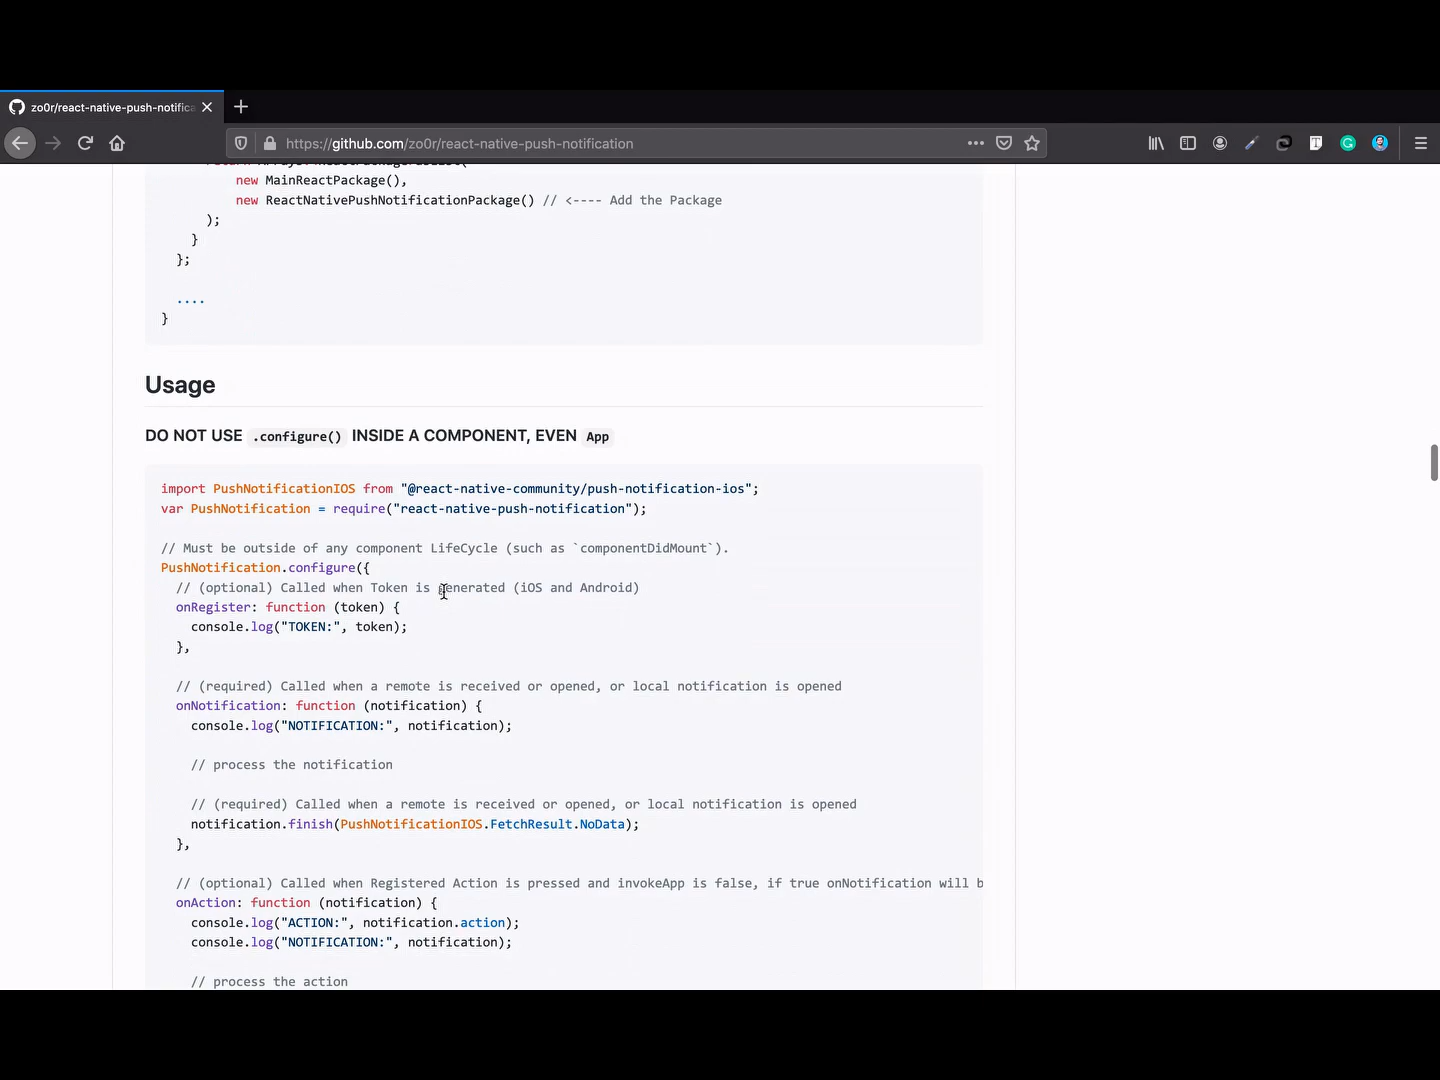 zo0r/react-native-push-notifica
https://github.com/zo0r/react-native-push-notification
new MainReactPackage(),
new ReactNativePushNotificationPackage() // <---- Add the Package
);
}
};
....
}
Usage
DO NOT USE .configure() INSIDE A COMPONENT, EVEN App
import PushNotificationIOS from "@react-native-community/push-notification-ios";
var PushNotification = require("react-native-push-notification");
// Must be outside of any component LifeCycle (such as `componentDidMount`).
PushNotification.configure({
// (optional) Called when Token is generated (iOS and Android)
onRegister: function (token) {
console.log("TOKEN:", token);
},
// (required) Called when a remote is received or opened, or local notification is opened
onNotification: function (notification) {
console.log("NOTIFICATION:", notification);
// process the notification
// (required) Called when a remote is received or opened, or local notification is opened
notification.finish(PushNotificationIOS.FetchResult.NoData);
},
// (optional) Called when Registered Action is pressed and invokeApp is false, if true onNotification will b
onAction: function (notification) {
console.log("ACTION:", notification.action);
console.log("NOTIFICATION:", notification);
// process the action